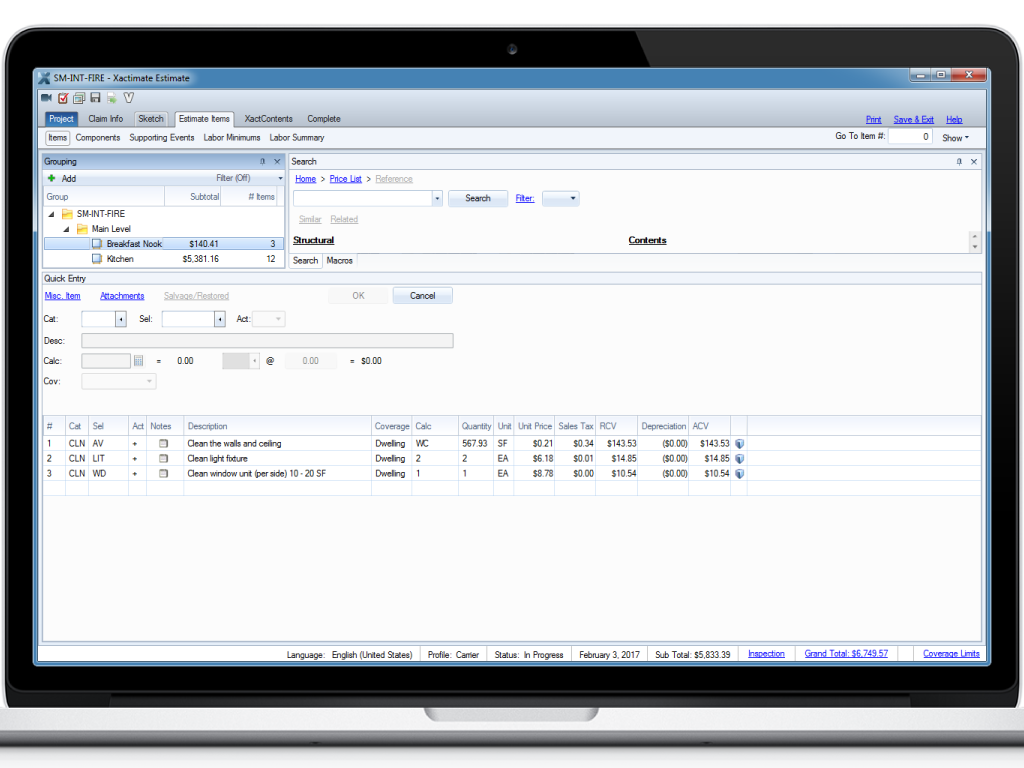 SM-INT-FIRE - Xactimate Estimate
Project Claim Info Sketch Estimate Items XactContents Complete Print Save & Exit Help
Items Components Supporting Events Labor Minimums Labor Summary Go To Item #: 0 Show
Grouping
Add Filter (Off)
Group Subtotal # Items
SM-INT-FIRE
Main Level
Breakfast Nook $140.41 3
Kitchen $5,381.16 12
Search
Home > Price List > Reference
Search Filter:
Similar Related
Structural Contents
Search Macros
Quick Entry
Misc. Item Attachments Salvage/Restored OK Cancel
Cat: Sel: Act:
Desc:
Calc: = 0.00 @ 0.00 = $0.00
Cov:
# Cat Sel Act Notes Description Coverage Calc Quantity Unit Unit Price Sales Tax RCV Depreciation ACV
1 CLN AV + Clean the walls and ceiling Dwelling WC 567.93 SF $0.21 $0.34 $143.53 ($0.00) $143.53
2 CLN LIT + Clean light fixture Dwelling 2 2 EA $6.18 $0.01 $14.85 ($0.00) $14.85
3 CLN WD + Clean window unit (per side) 10 - 20 SF Dwelling 1 1 EA $8.78 $0.00 $10.54 ($0.00) $10.54
Language: English (United States) Profile: Carrier Status: In Progress February 3, 2017 Sub Total: $5,833.39 Inspection Grand Total: $6,749.57 Coverage Limits